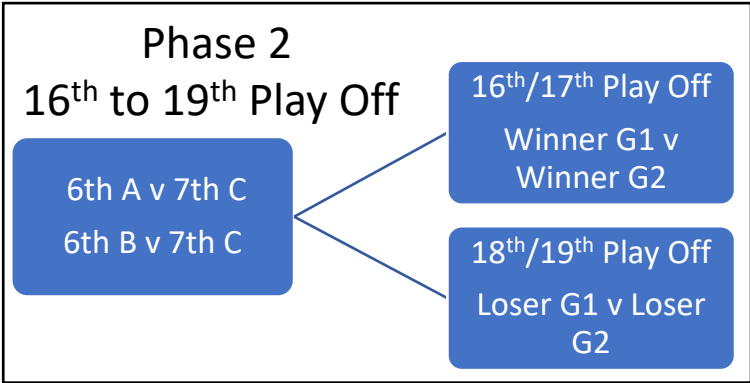 Phase 2
16th to 19th Play Off
6th A v 7th C
6th B v 7th C
16th/17th Play Off
Winner G1 v
Winner G2
18th/19th Play Off
Loser G1 v Loser
G2